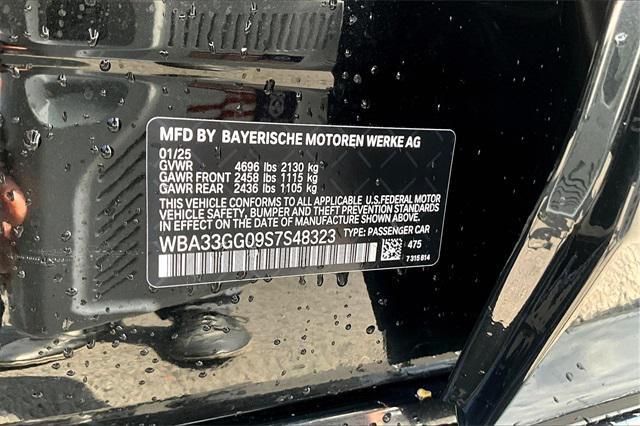 MFD BY BAYERISCHE MOTOREN WERKE AG
01/25
GVWR 4696 lbs 2130 kg
GAWR FRONT 2458 lbs 1115 kg
GAWR REAR 2436 lbs 1105 kg
THIS VEHICLE CONFORMS TO ALL APPLICABLE U.S.FEDERAL MOTOR
VEHICLE SAFETY, BUMPER AND THEFT PREVENTION STANDARDS
IN EFFECT ON THE DATE OF MANUFACTURE SHOWN ABOVE.
WBA33GG09S7S48323 TYPE: PASSENGER CAR
475
7 315 814